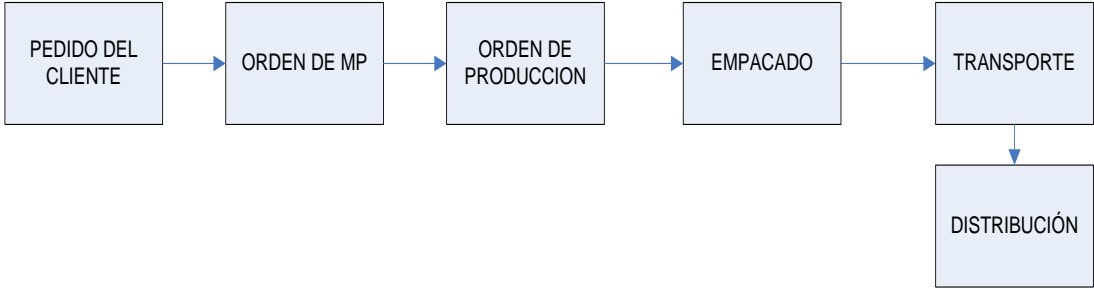 PEDIDO DEL
CLIENTE
ORDEN DE MP
ORDEN DE
PRODUCCION
EMPACADO
TRANSPORTE
DISTRIBUCIÓN